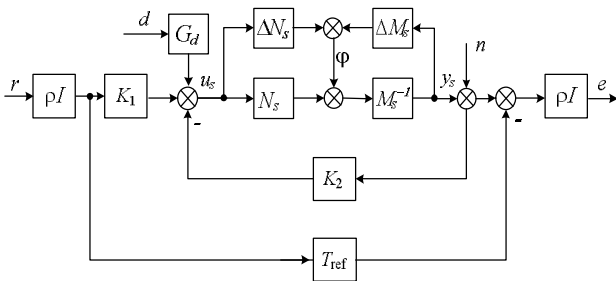 d
G_d
ΔN_s
ΔM_s
φ
n
r
ρI
K_1
u_s
N_s
M_s^{-1}
y_s
ρI
e
-
-
K_2
T_ref